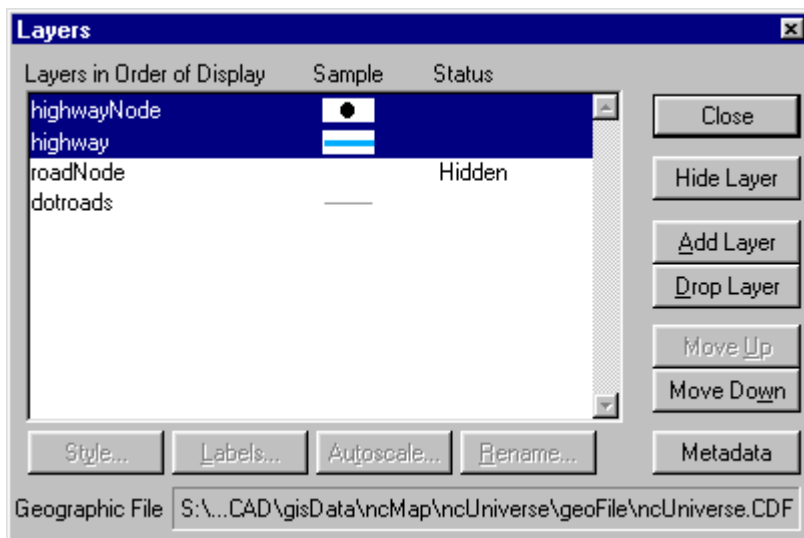 Layers
Layers in Order of Display Sample Status
highwayNode
highway
roadNode Hidden
dotroads
Close
Hide Layer
Add Layer
Drop Layer
Move Up
Move Down
Style... Labels... Autoscale... Rename... Metadata
Geographic File S:\...CAD\gisData\ncMap\ncUniverse\geoFile\ncUniverse.CDF